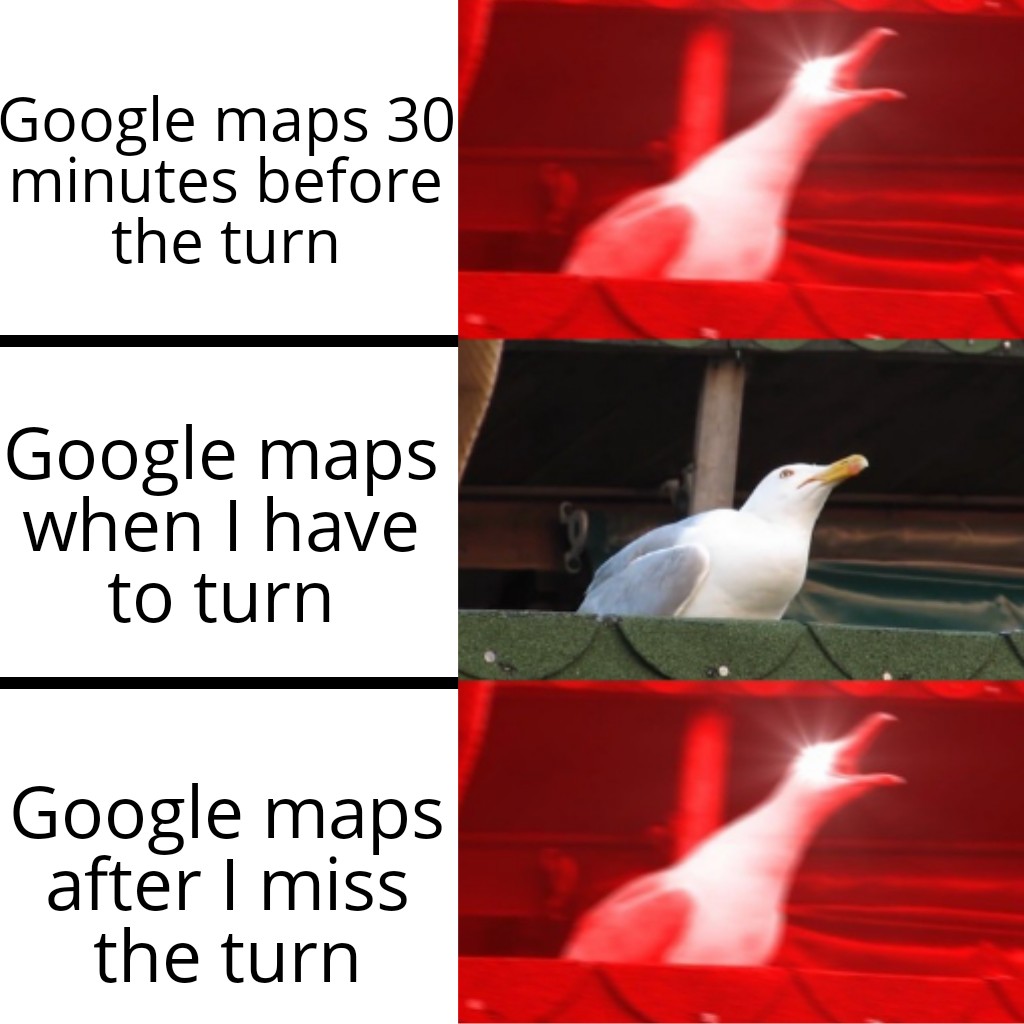 Google maps 30
minutes before
the turn
Google maps
when I have
to turn
Google maps
after I miss
the turn